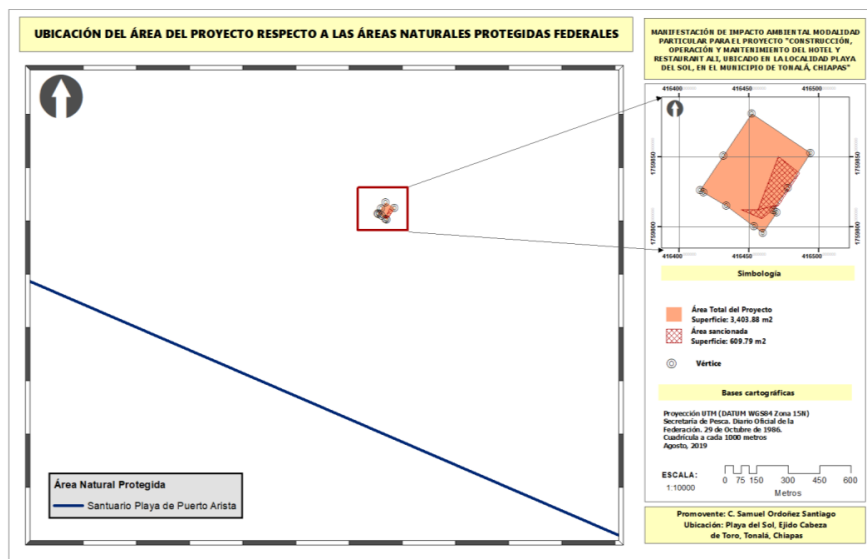 UBICACIÓN DEL ÁREA DEL PROYECTO RESPECTO A LAS ÁREAS NATURALES PROTEGIDAS FEDERALES
MANIFESTACIÓN DE IMPACTO AMBIENTAL MODALIDAD
PARTICULAR PARA EL PROYECTO "CONSTRUCCIÓN,
OPERACIÓN Y MANTENIMIENTO DEL HOTEL Y
RESTAURANT ALI, UBICADO EN LA LOCALIDAD PLAYA
DEL SOL, EN EL MUNICIPIO DE TONALÁ, CHIAPAS"
416400 416450 416500
1759850 1759850
1759800 1759800
416400 416450 416500
Simbología
Área Total del Proyecto
Superficie: 3,403.88 m2
Área sancionada
Superficie: 609.79 m2
Vértice
Bases cartográficas
Proyección UTM (DATUM WGS84 Zona 15N)
Secretaría de Pesca. Diario Oficial de la
Federación. 29 de Octubre de 1986.
Cuadrícula a cada 1000 metros
Agosto, 2019
ESCALA:
1:10000
0 75 150 300 450 600
Metros
Área Natural Protegida
Santuario Playa de Puerto Arista
Promovente: C. Samuel Ordoñez Santiago
Ubicación: Playa del Sol, Ejido Cabeza
de Toro, Tonalá, Chiapas